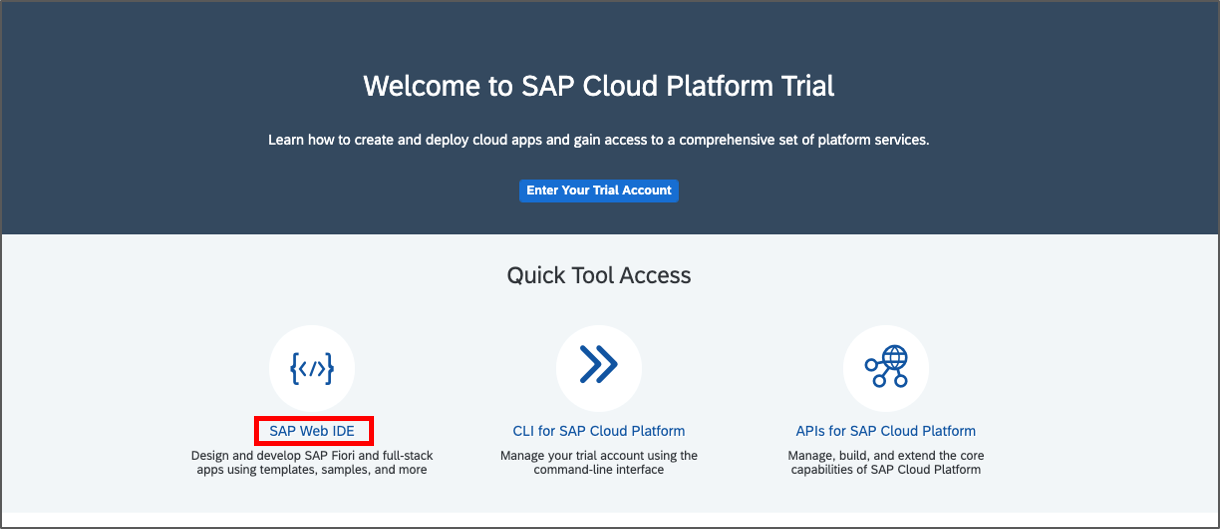 Welcome to SAP Cloud Platform Trial
Learn how to create and deploy cloud apps and gain access to a comprehensive set of platform services.
Enter Your Trial Account
Quick Tool Access
{</>}
SAP Web IDE
Design and develop SAP Fiori and full-stack
apps using templates, samples, and more
CLI for SAP Cloud Platform
Manage your trial account using the
command-line interface
APIs for SAP Cloud Platform
Manage, build, and extend the core
capabilities of SAP Cloud Platform